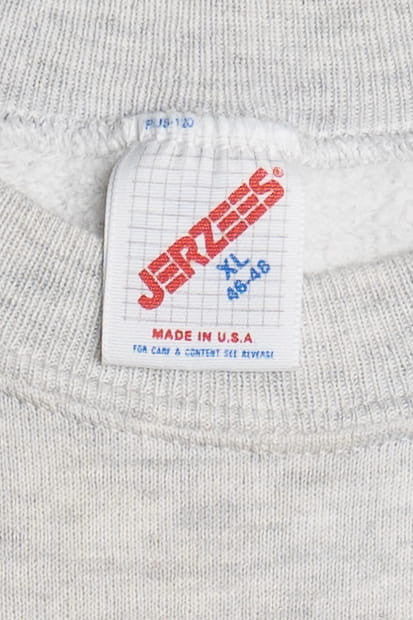 JERZEES®
XL
46-48
MADE IN U.S.A
FOR CARE & CONTENT SEE REVERSE